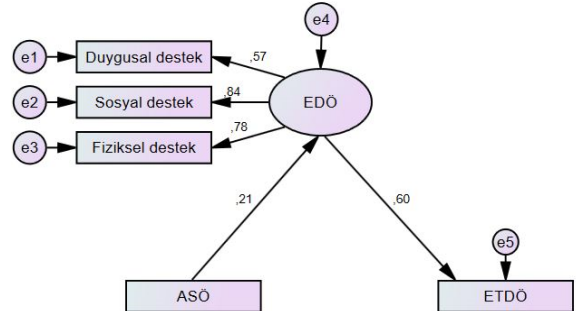 e4
e1
Duygusal destek
,57
e2
Sosyal destek
,84
EDÖ
e3
Fiziksel destek
,78
,21
,60
e5
ASÖ
ETDÖ